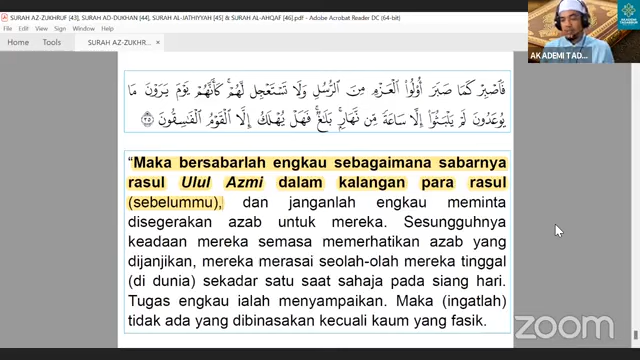 SURAH AZ-ZUKHRUF [43], SURAH AD-DUKHAN [44], SURAH AL-JATHIYYAH [45] & SURAH AL-AHQAF [46].pdf - Adobe Acrobat Reader DC (64-bit)
File Edit View Sign Window Help
Home Tools SURAH AZ-ZUKHR... ×
AKADEMI TAD...
فَاصْبِرْ كَمَا صَبَرَ أُوْلُواْ الْعَزْمِ مِنَ الرُّسُلِ وَلَا تَسْتَعْجِل لَّهُمْ كَأَنَّهُمْ يَوْمَ يَرَوْنَ مَا
يُوعَدُونَ لَمْ يَلْبَثُوٓاْ إِلَّا سَاعَةً مِّن نَّهَارٍ بَلَاغٌ فَهَلْ يُهْلَكُ إِلَّا الْقَوْمُ الْفَاسِقُونَ ٣٥
“Maka bersabarlah engkau sebagaimana sabarnya
rasul Ulul Azmi dalam kalangan para rasul
(sebelummu), dan janganlah engkau meminta
disegerakan azab untuk mereka. Sesungguhnya
keadaan mereka semasa memerhatikan azab yang
dijanjikan, mereka merasai seolah-olah mereka tinggal
(di dunia) sekadar satu saat sahaja pada siang hari.
Tugas engkau ialah menyampaikan. Maka (ingatlah)
tidak ada yang dibinasakan kecuali kaum yang fasik.
zoom